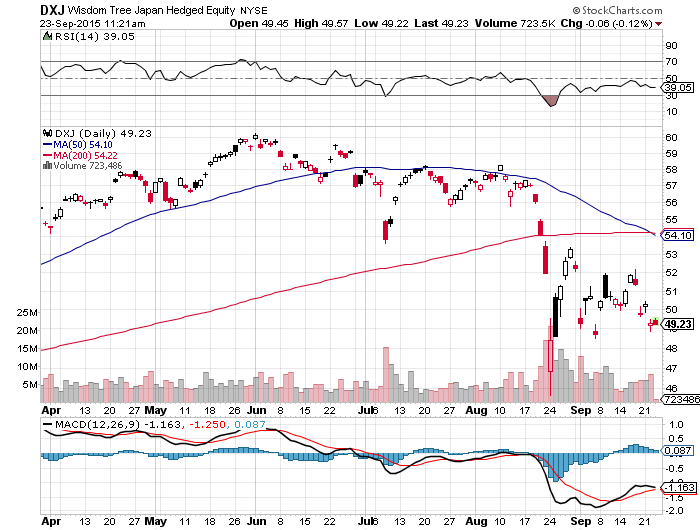 DXJ Wisdom Tree Japan Hedged Equity NYSE © StockCharts.com
23-Sep-2015 11:21am Open 49.45 High 49.57 Low 49.22 Last 49.23 Volume 723.5K Chg -0.06 (-0.12%)
RSI(14) 39.05
90
70
50
39.05
30
10
DXJ (Daily) 49.23
MA(50) 54.10
MA(200) 54.22
Volume 723,486
60
59
58
57
56
55
54.10
53
52
51
50
49.23
48
47
46
25M
20M
15M
10M
5M
723486
Apr 13 20 27 May 11 18 26 Jun 8 15 22 Jul 6 13 20 27 Aug 10 17 24 Sep 8 14 21
MACD(12,26,9) -1.163, -1.250, 0.087
1.0
0.5
0.087
-0.5
-1.163
-1.5
-2.0
Apr 13 20 27 May 11 18 26 Jun 8 15 22 Jul 6 13 20 27 Aug 10 17 24 Sep 8 14 21